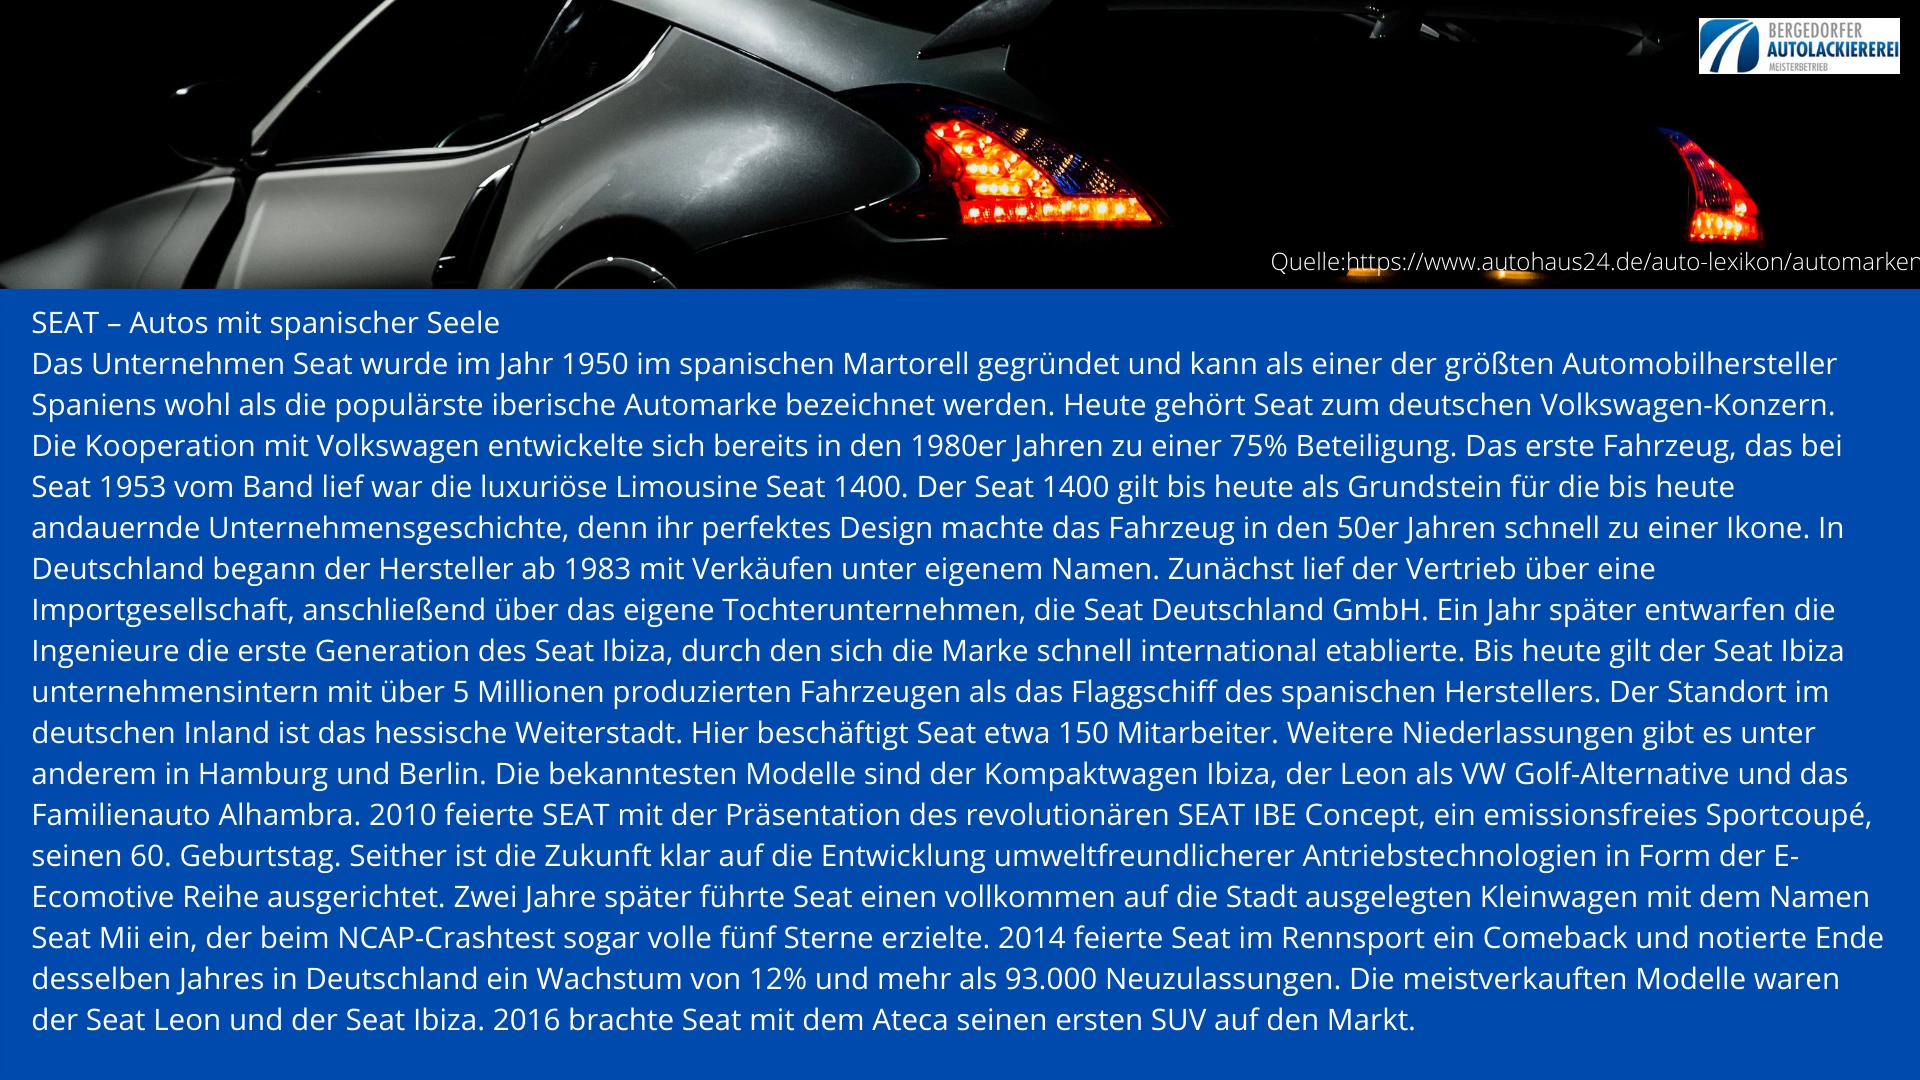 BERGEDORFER
AUTOLACKIEREREI
MEISTERBETRIEB
Quelle:https://www.autohaus24.de/auto-lexikon/automarken
SEAT – Autos mit spanischer Seele
Das Unternehmen Seat wurde im Jahr 1950 im spanischen Martorell gegründet und kann als einer der größten Automobilhersteller
Spaniens wohl als die populärste iberische Automarke bezeichnet werden. Heute gehört Seat zum deutschen Volkswagen-Konzern.
Die Kooperation mit Volkswagen entwickelte sich bereits in den 1980er Jahren zu einer 75% Beteiligung. Das erste Fahrzeug, das bei
Seat 1953 vom Band lief war die luxuriöse Limousine Seat 1400. Der Seat 1400 gilt bis heute als Grundstein für die bis heute
andauernde Unternehmensgeschichte, denn ihr perfektes Design machte das Fahrzeug in den 50er Jahren schnell zu einer Ikone. In
Deutschland begann der Hersteller ab 1983 mit Verkäufen unter eigenem Namen. Zunächst lief der Vertrieb über eine
Importgesellschaft, anschließend über das eigene Tochterunternehmen, die Seat Deutschland GmbH. Ein Jahr später entwarfen die
Ingenieure die erste Generation des Seat Ibiza, durch den sich die Marke schnell international etablierte. Bis heute gilt der Seat Ibiza
unternehmensintern mit über 5 Millionen produzierten Fahrzeugen als das Flaggschiff des spanischen Herstellers. Der Standort im
deutschen Inland ist das hessische Weiterstadt. Hier beschäftigt Seat etwa 150 Mitarbeiter. Weitere Niederlassungen gibt es unter
anderem in Hamburg und Berlin. Die bekanntesten Modelle sind der Kompaktwagen Ibiza, der Leon als VW Golf-Alternative und das
Familienauto Alhambra. 2010 feierte SEAT mit der Präsentation des revolutionären SEAT IBE Concept, ein emissionsfreies Sportcoupé,
seinen 60. Geburtstag. Seither ist die Zukunft klar auf die Entwicklung umweltfreundlicherer Antriebstechnologien in Form der E-
Ecomotive Reihe ausgerichtet. Zwei Jahre später führte Seat einen vollkommen auf die Stadt ausgelegten Kleinwagen mit dem Namen
Seat Mii ein, der beim NCAP-Crashtest sogar volle fünf Sterne erzielte. 2014 feierte Seat im Rennsport ein Comeback und notierte Ende
desselben Jahres in Deutschland ein Wachstum von 12% und mehr als 93.000 Neuzulassungen. Die meistverkauften Modelle waren
der Seat Leon und der Seat Ibiza. 2016 brachte Seat mit dem Ateca seinen ersten SUV auf den Markt.